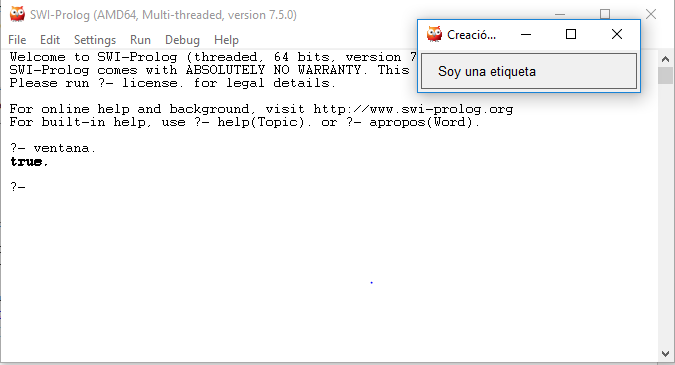 SWI-Prolog (AMD64, Multi-threaded, version 7.5.0)
File Edit Settings Run Debug Help
Welcome to SWI-Prolog (threaded, 64 bits, version 7
SWI-Prolog comes with ABSOLUTELY NO WARRANTY. This
Please run ?- license. for legal details.
For online help and background, visit http://www.swi-prolog.org
For built-in help, use ?- help(Topic). or ?- apropos(Word).
?- ventana.
true.
?-
Creació...
Soy una etiqueta